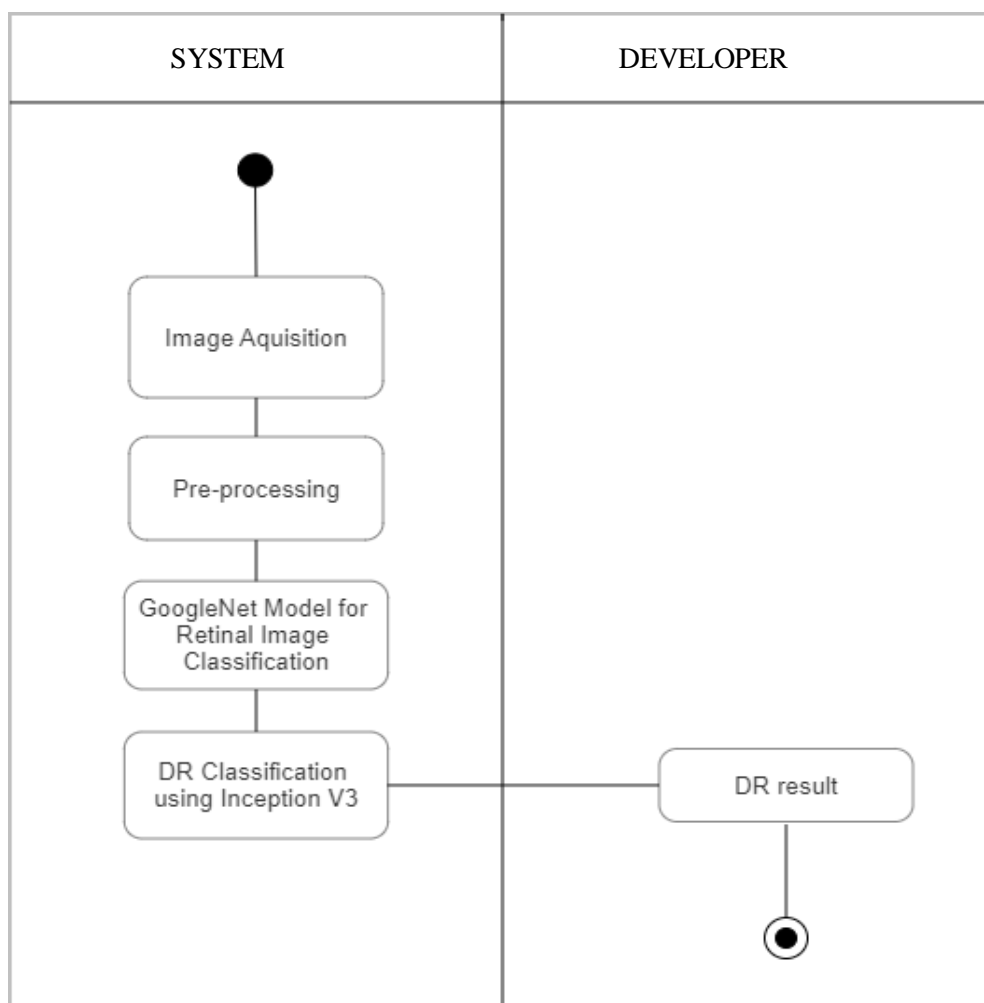 SYSTEM
DEVELOPER
Image Aquisition
Pre-processing
GoogleNet Model for
Retinal Image
Classification
DR Classification
using Inception V3
DR result